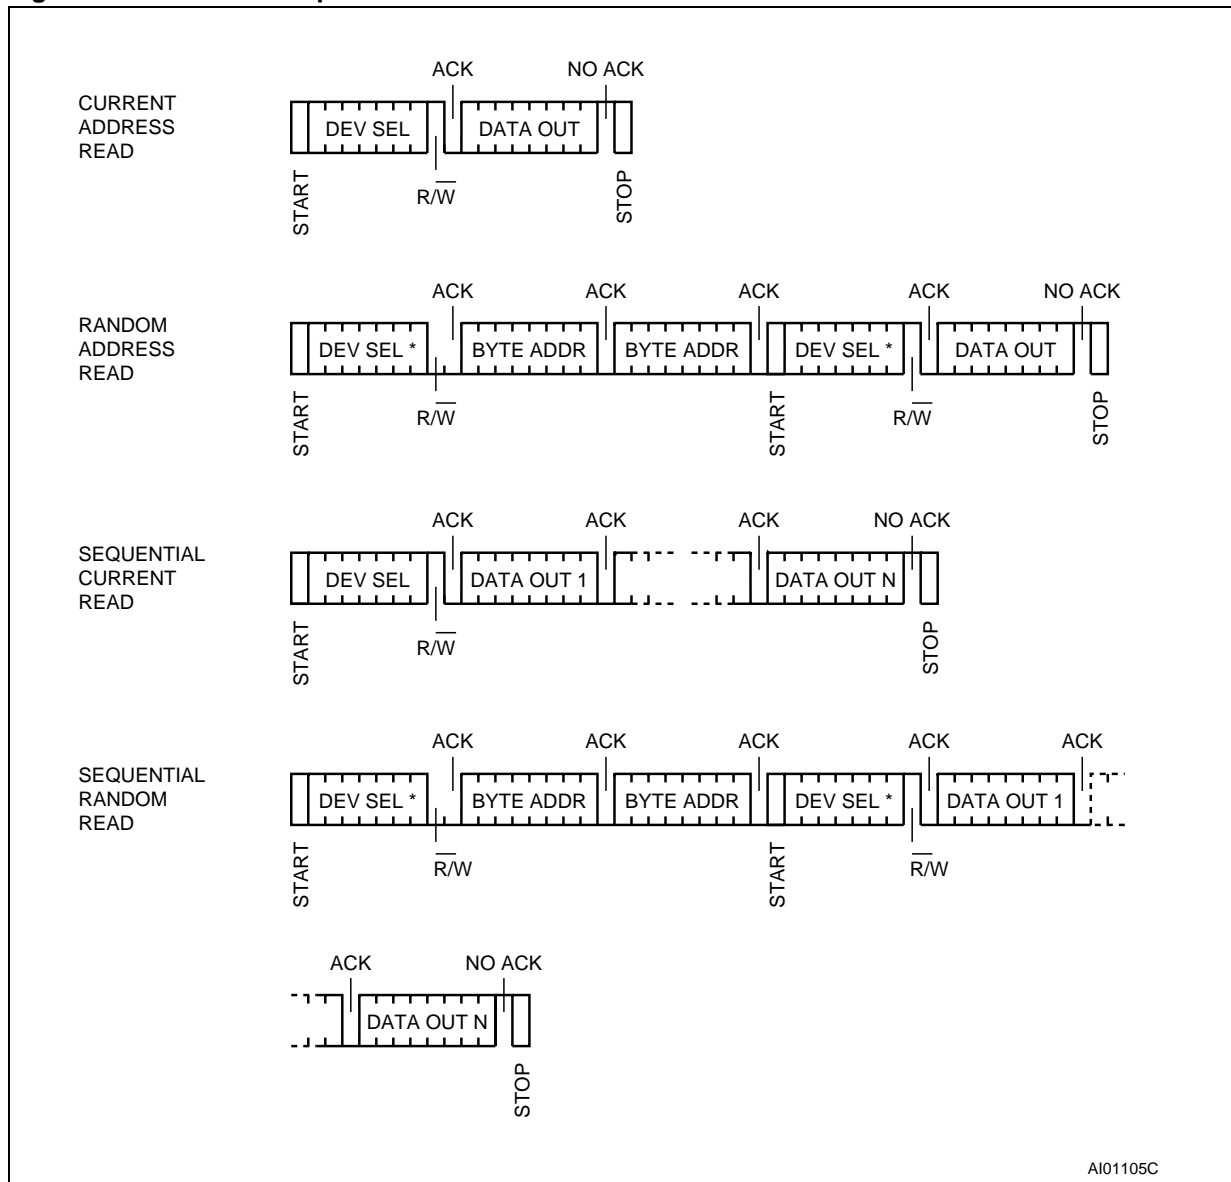 ACK NO ACK
CURRENT
ADDRESS
READ
DEV SEL DATA OUT
START R/W̅ STOP
ACK ACK ACK ACK NO ACK
RANDOM
ADDRESS
READ
DEV SEL * BYTE ADDR BYTE ADDR DEV SEL * DATA OUT
START R/W̅ START R/W̅ STOP
ACK ACK ACK NO ACK
SEQUENTIAL
CURRENT
READ
DEV SEL DATA OUT 1 DATA OUT N
START R/W̅ STOP
ACK ACK ACK ACK ACK
SEQUENTIAL
RANDOM
READ
DEV SEL * BYTE ADDR BYTE ADDR DEV SEL * DATA OUT 1
START R̅/W START R̅/W
ACK NO ACK
DATA OUT N
STOP
AI01105C